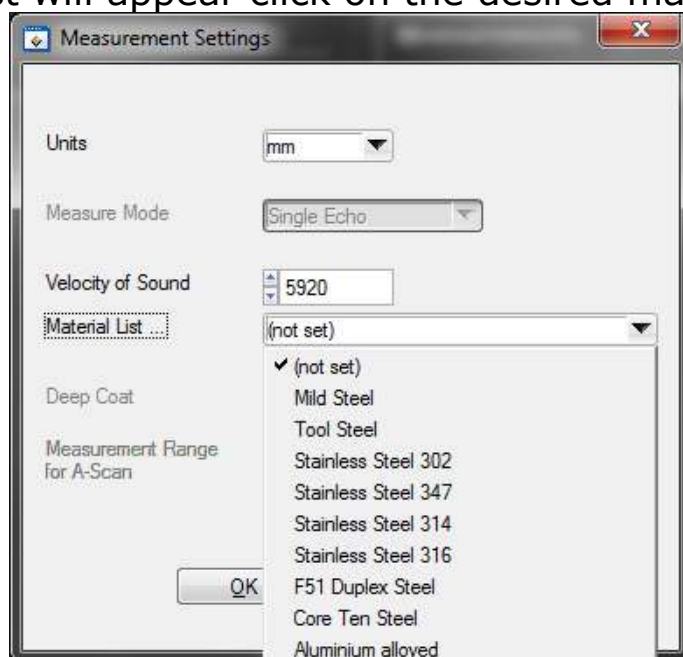 st will appear click on the desired ma
Measurement Settings
Units
mm
Measure Mode
Single Echo
Velocity of Sound
5920
Material List ...
(not set)
(not set)
Deep Coat
Mild Steel
Tool Steel
Measurement Range
for A-Scan
Stainless Steel 302
Stainless Steel 347
Stainless Steel 314
Stainless Steel 316
OK
F51 Duplex Steel
Core Ten Steel
Aluminium alloyed